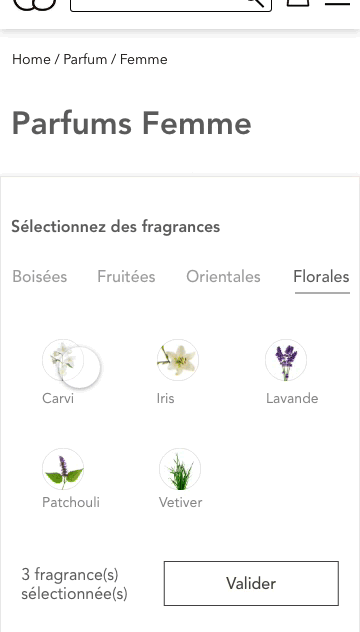 Home / Parfum / Femme
Parfums Femme
Sélectionnez des fragrances
Boisées Fruitées Orientales Florales
Carvi Iris Lavande
Patchouli Vetiver
3 fragrance(s)
sélectionnée(s)
Valider